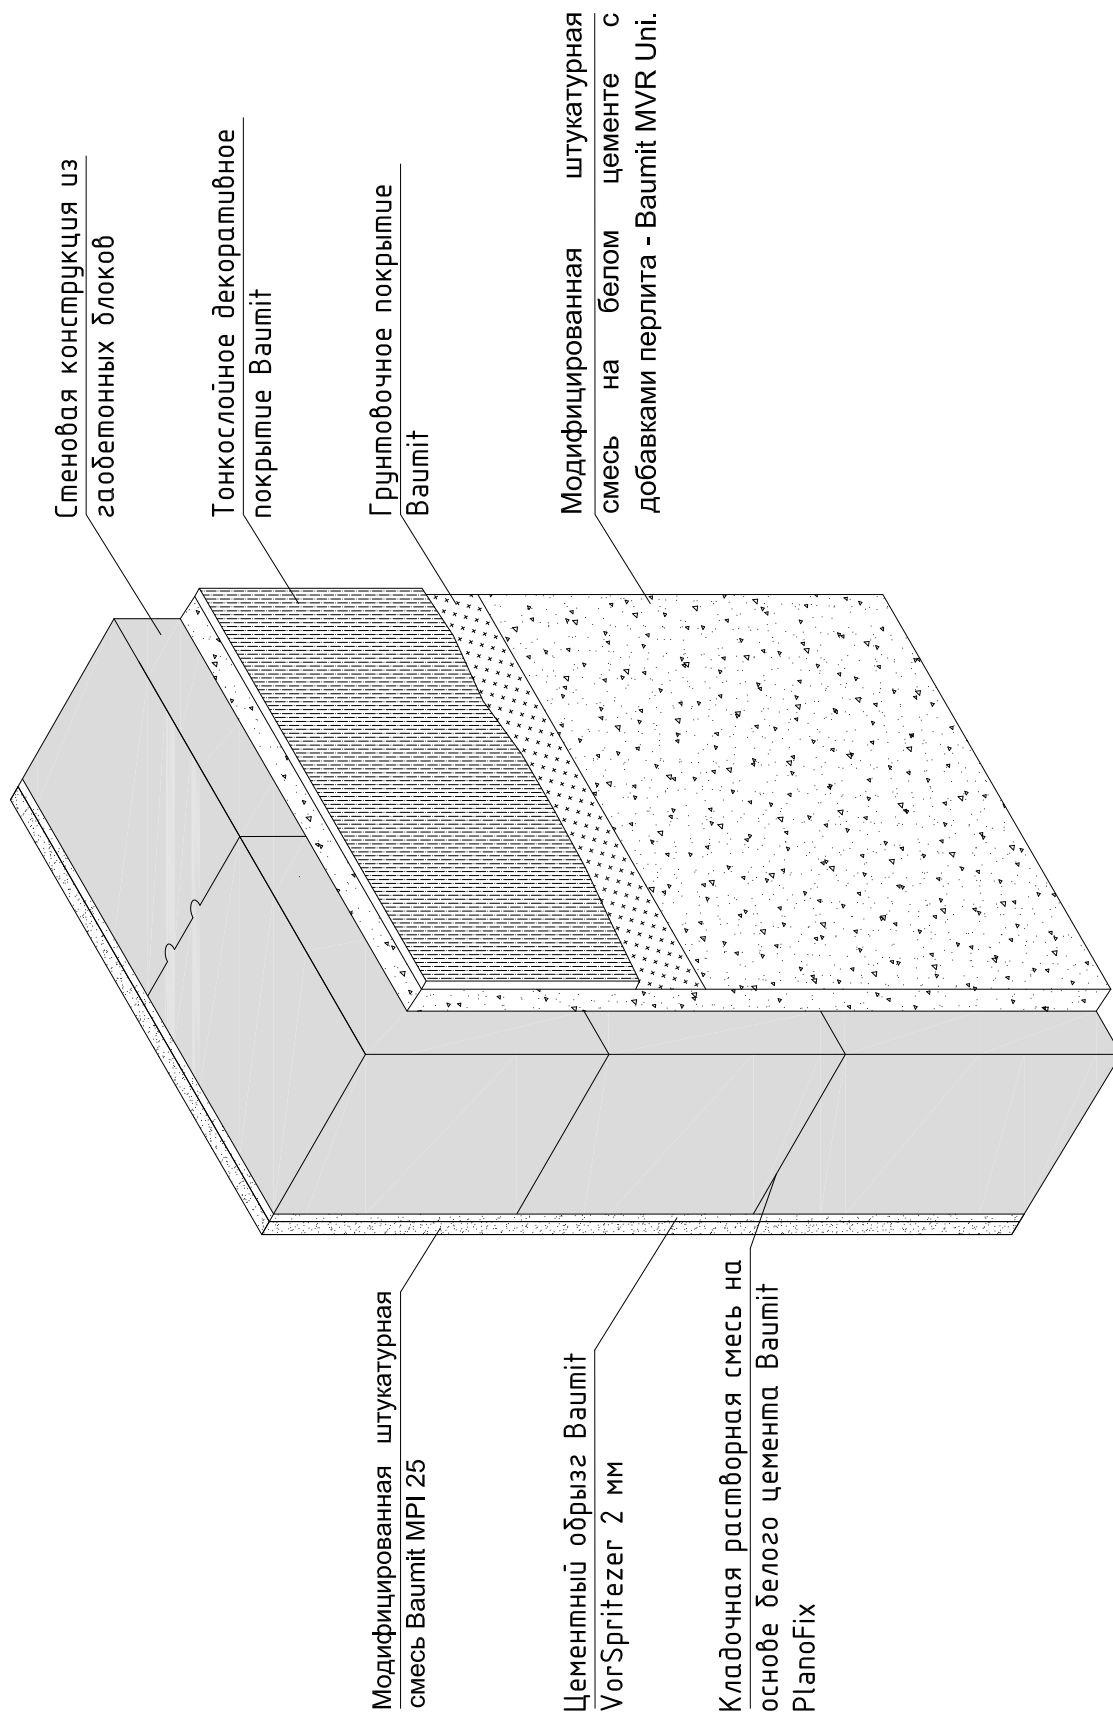 Стеновая конструкция из
газобетонных блоков
Тонкослойное декоративное
покрытие Baumit
Грунтовочное покрытие
Baumit
Модифицированная штукатурная
смесь на белом цементе с
добавками перлита - Baumit MVR Uni.
Модифицированная штукатурная
смесь Baumit MPI 25
Цементный обрызг Baumit
VorSpritezer 2 мм
Кладочная растворная смесь на
основе белого цемента Baumit
PlanoFix